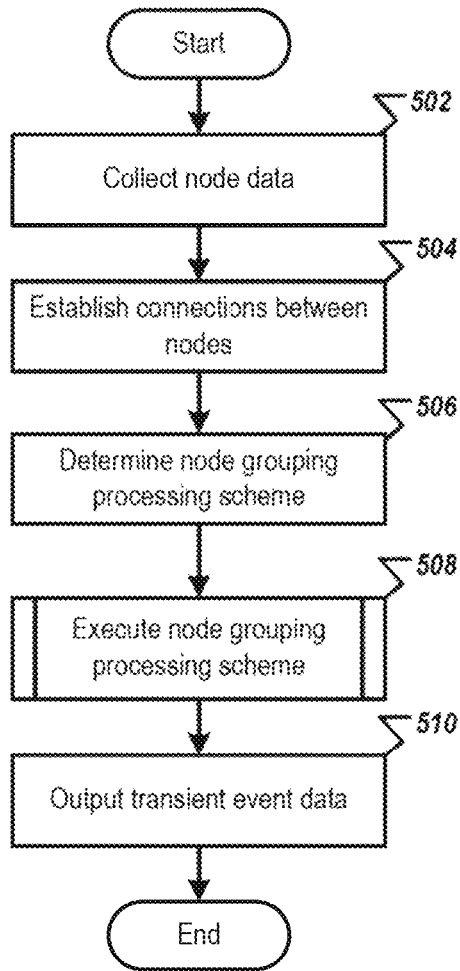 Start
502
Collect node data
504
Establish connections between
nodes
506
Determine node grouping
processing scheme
508
Execute node grouping
processing scheme
510
Output transient event data
End